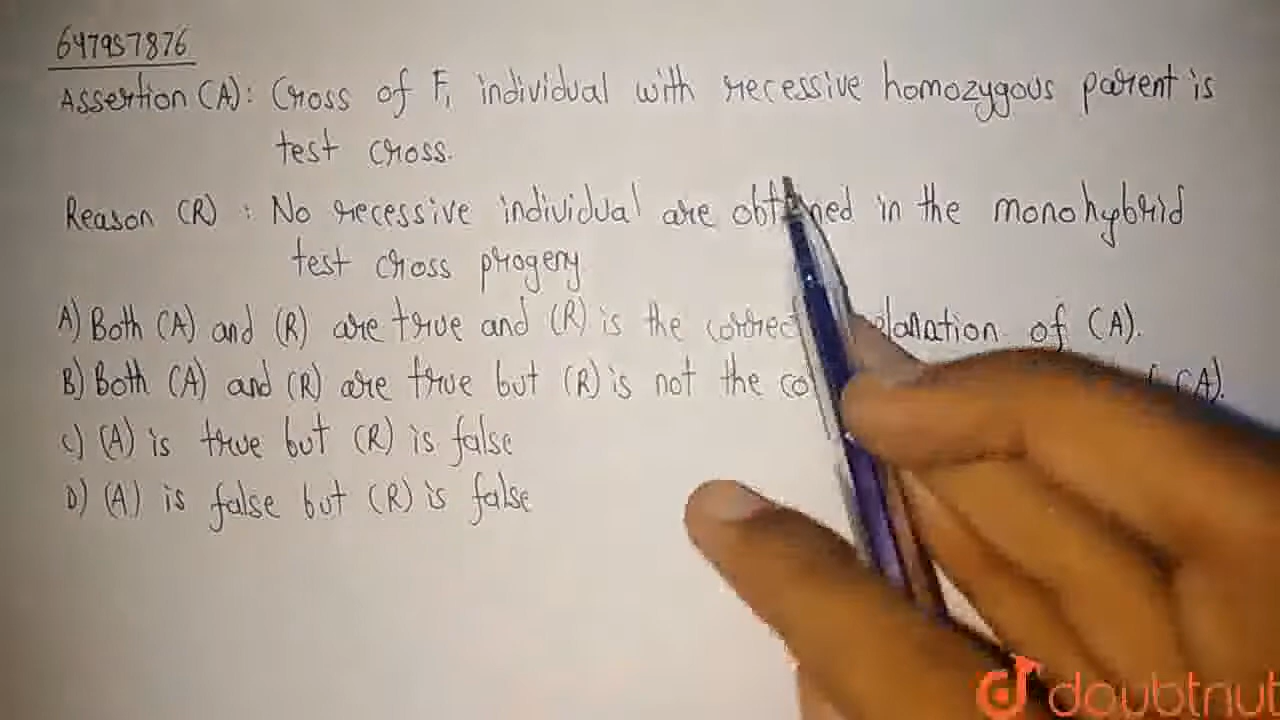 647957876
Assertion (A): Cross of F1 individual with recessive homozygous parent is
test cross.
Reason (R) : No recessive individual are obtained in the monohybrid
test cross progeny
A) Both (A) and (R) are true and (R) is the correct of (A).
B) Both (A) and (R) are true but (R) is not the (A).
C) (A) is true but (R) is false
D) (A) is false but (R) is false
doubtnut